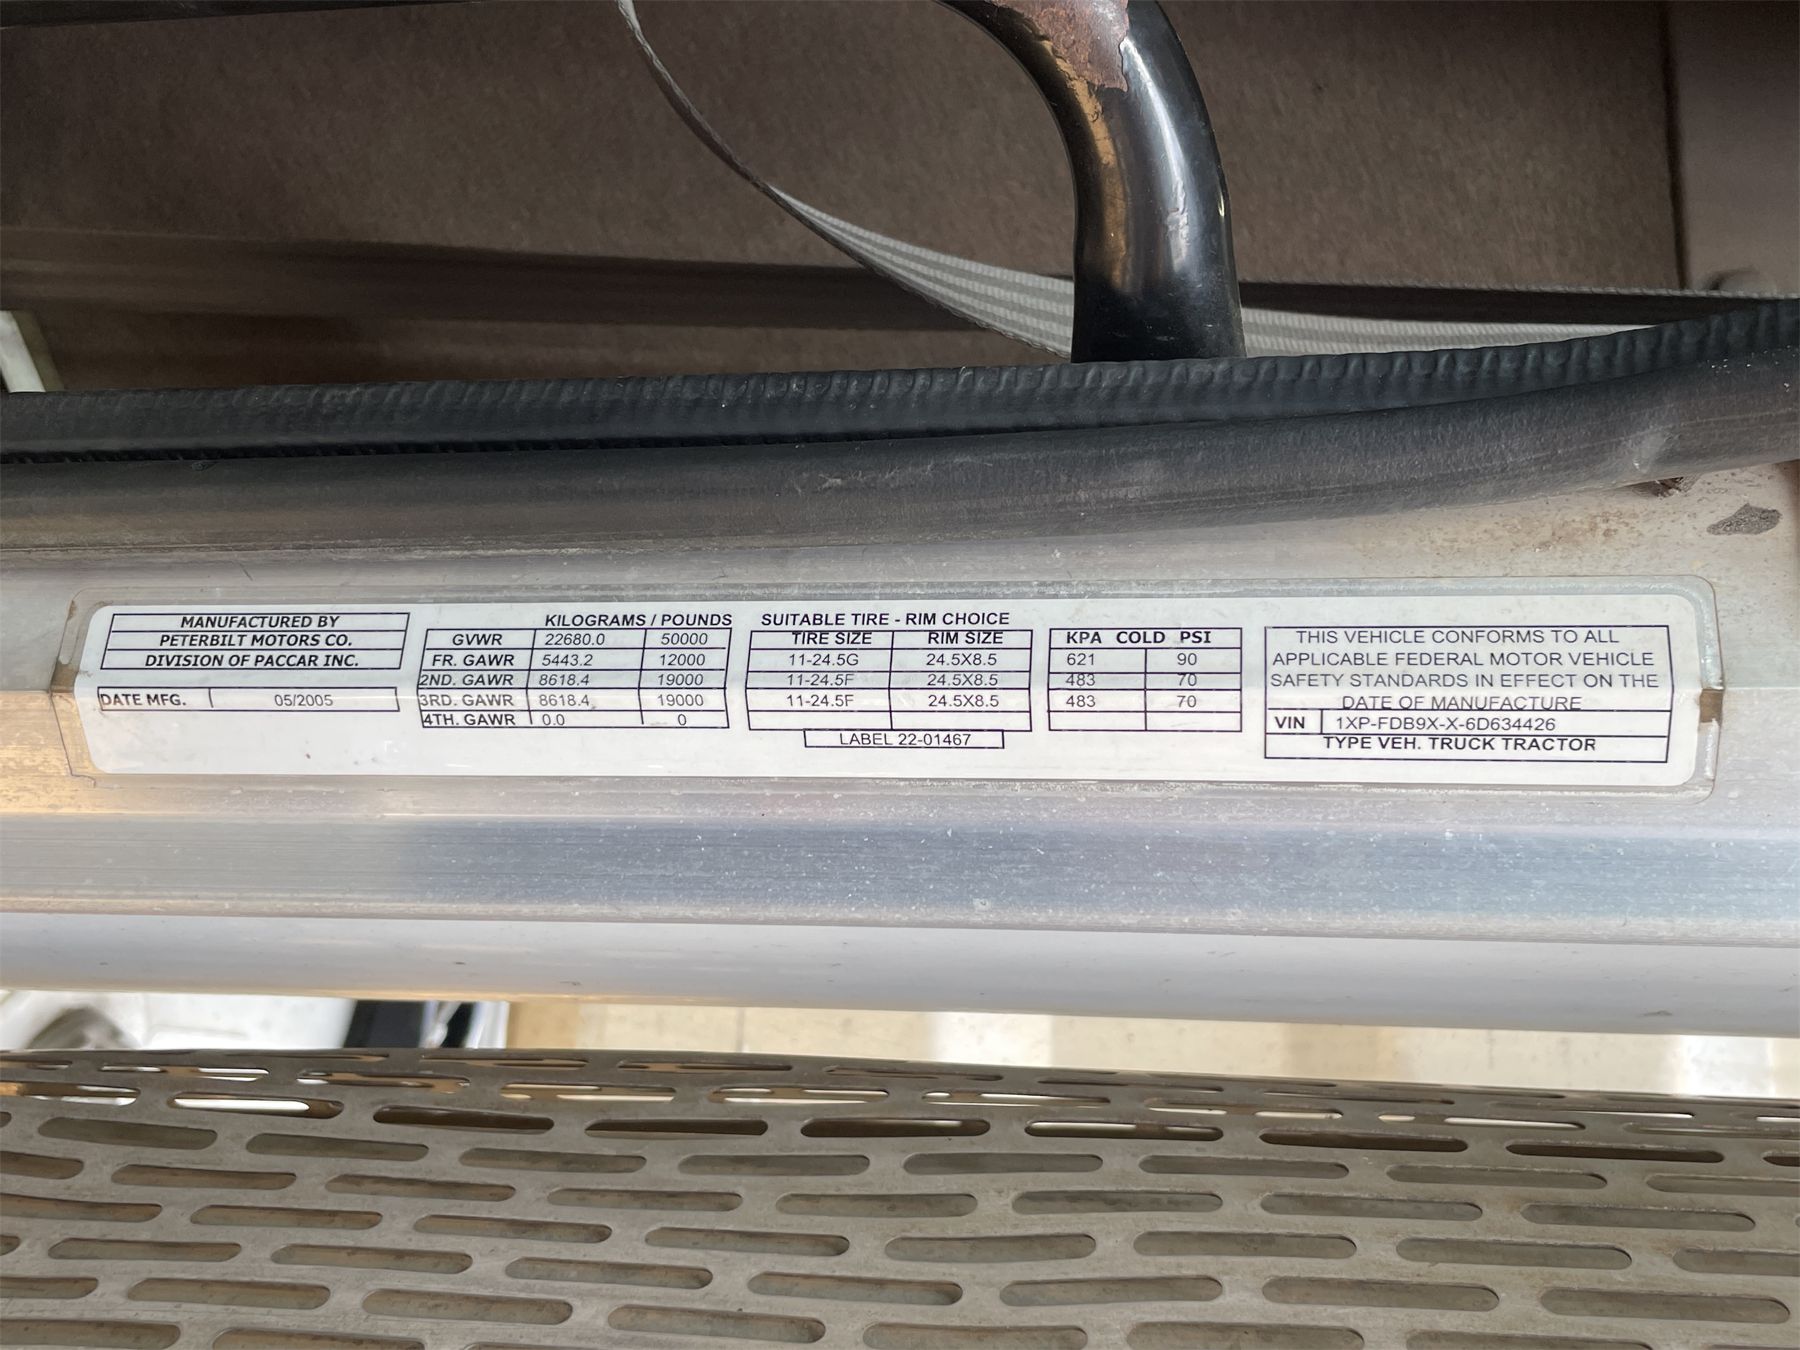 MANUFACTURED BY
PETERBILT MOTORS CO.
DIVISION OF PACCAR INC.
DATE MFG. 05/2005
KILOGRAMS / POUNDS
GVWR 22680.0 50000
FR. GAWR 5443.2 12000
2ND. GAWR 8618.4 19000
3RD. GAWR 8618.4 19000
4TH. GAWR 0.0 0
SUITABLE TIRE - RIM CHOICE
TIRE SIZE RIM SIZE
11-24.5G 24.5X8.5
11-24.5F 24.5X8.5
11-24.5F 24.5X8.5
LABEL 22-01467
KPA COLD PSI
621 90
483 70
483 70
THIS VEHICLE CONFORMS TO ALL
APPLICABLE FEDERAL MOTOR VEHICLE
SAFETY STANDARDS IN EFFECT ON THE
DATE OF MANUFACTURE
VIN 1XP-FDB9X-X-6D634426
TYPE VEH. TRUCK TRACTOR